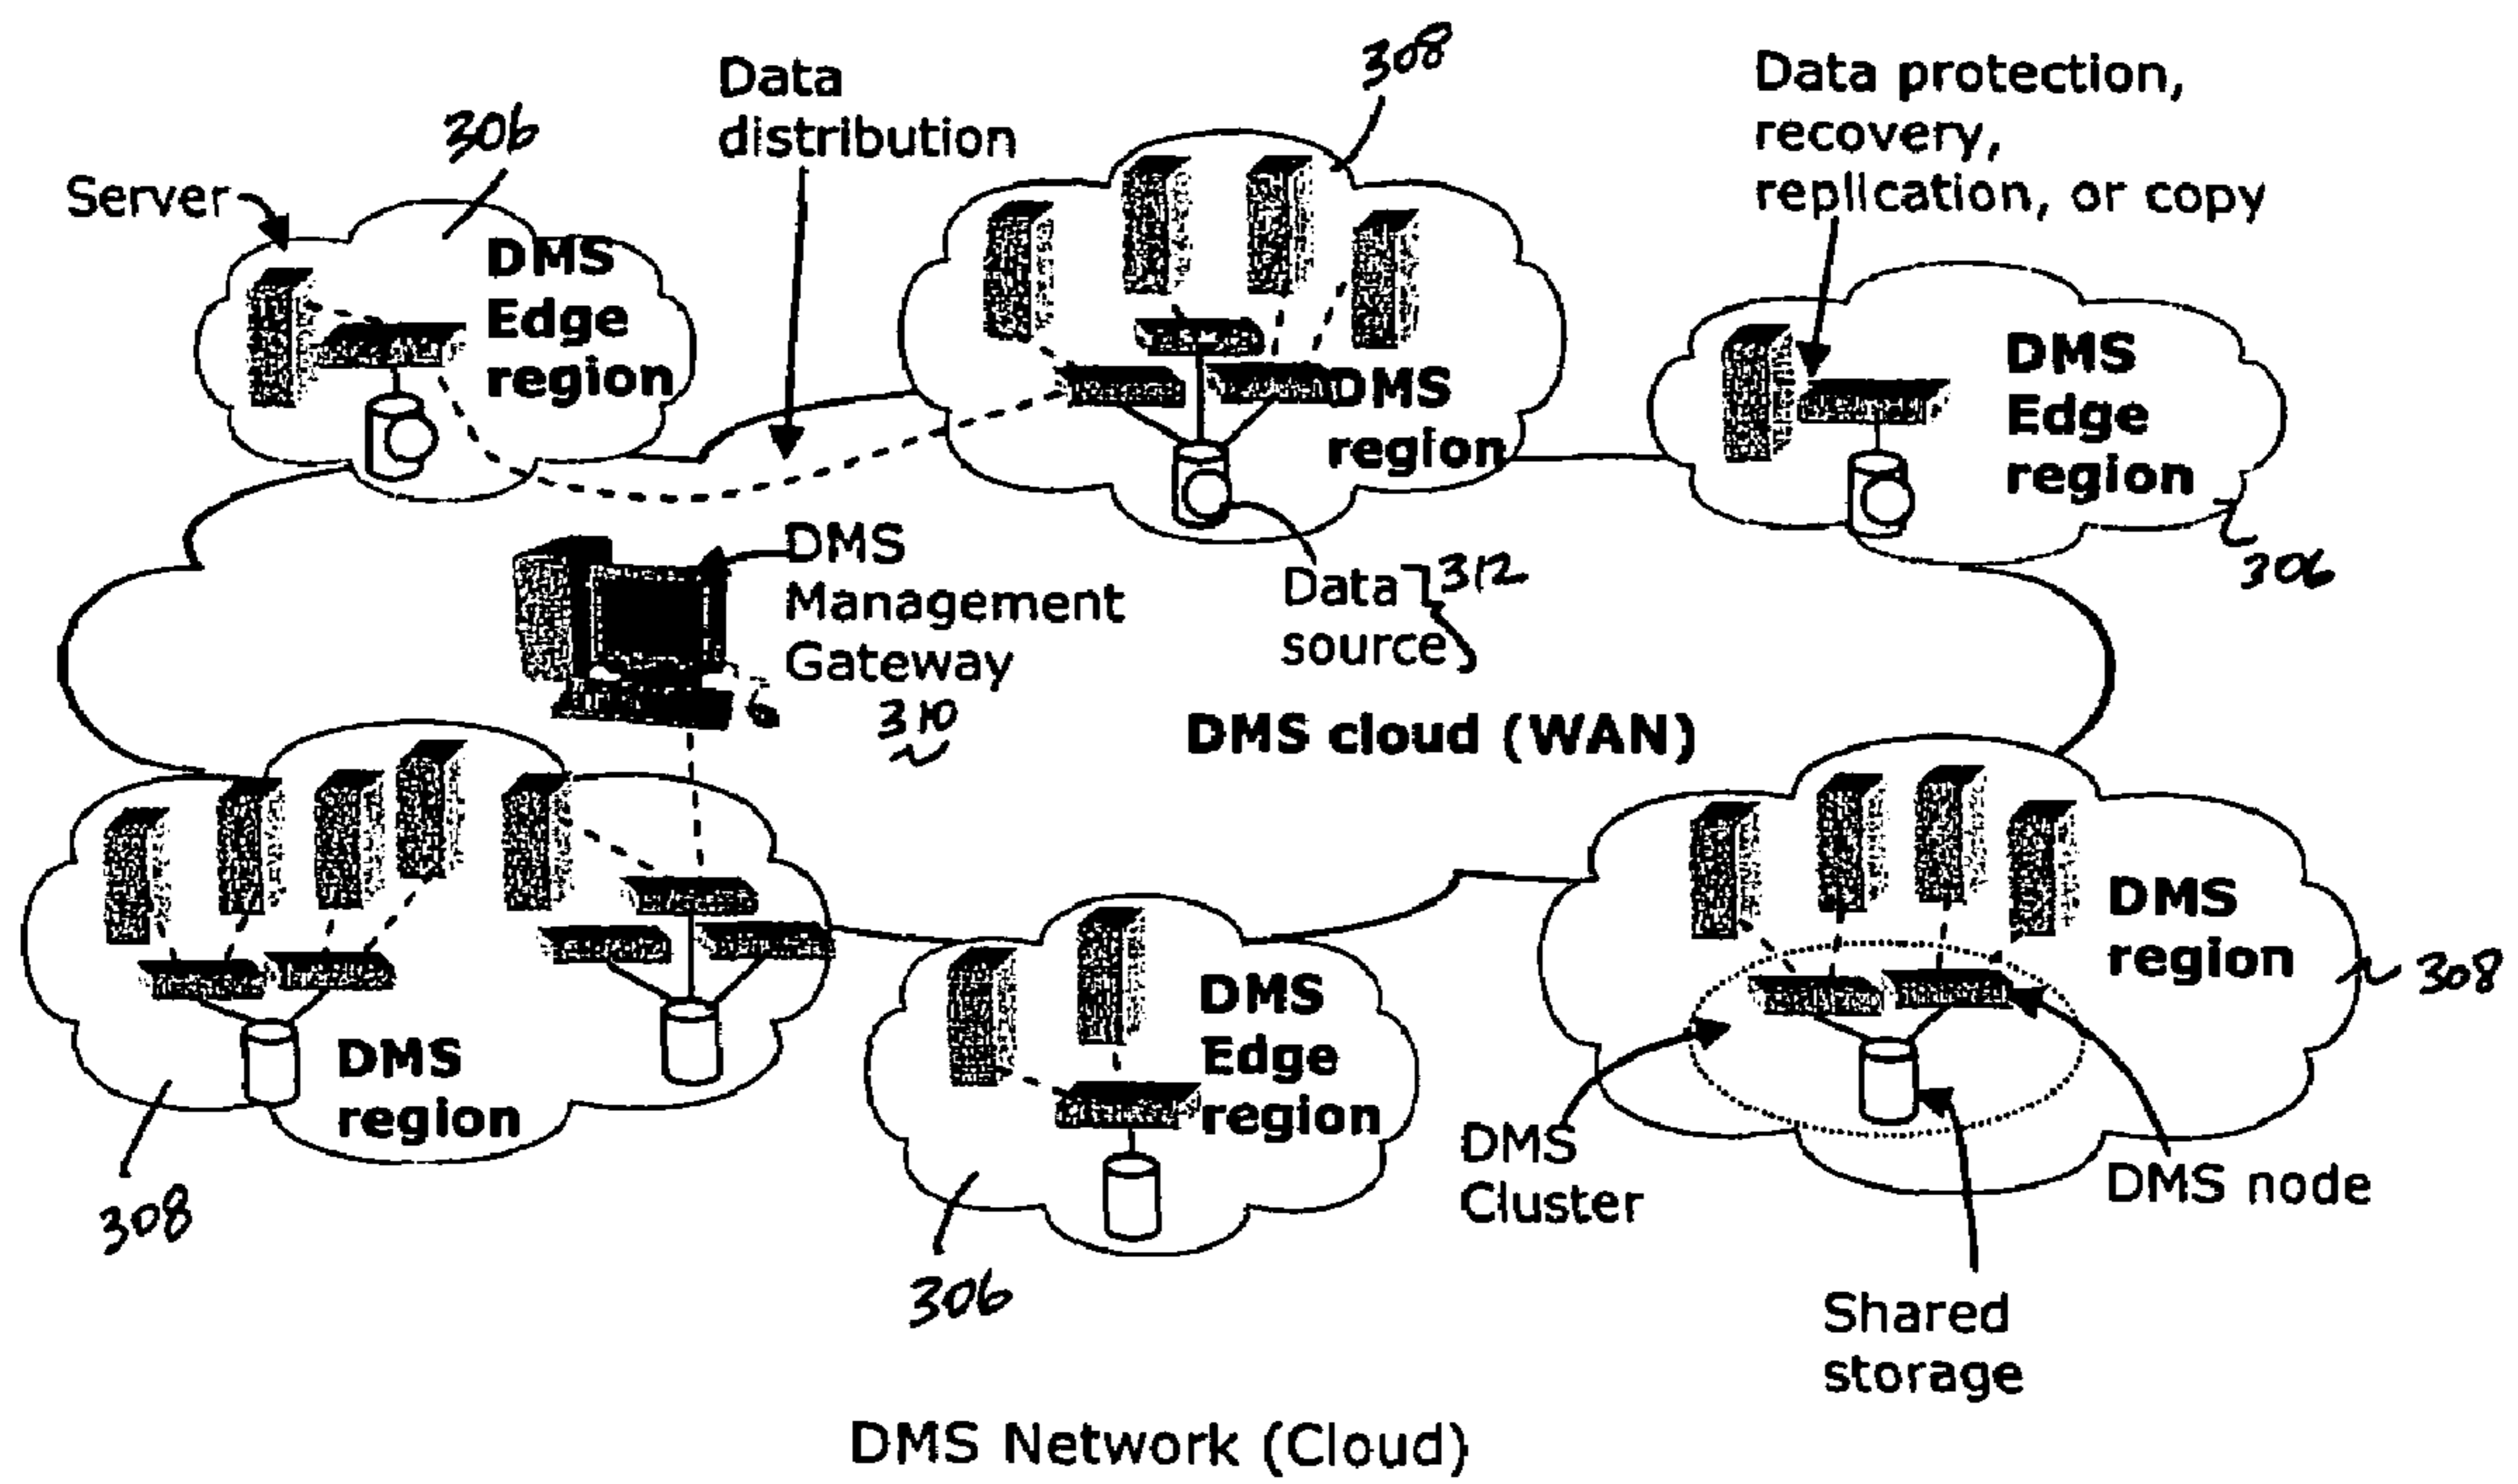 308
Data protection,
recovery,
replication, or copy
Data
distribution
306
Server
DMS
Edge
region
DMS
region
DMS
Edge
region
306
DMS
Management
Gateway
310
Data 312
source
DMS cloud (WAN)
DMS
region
308
DMS
region
308
DMS
Edge
region
306
DMS
Cluster
DMS node
Shared
storage
DMS Network (Cloud)